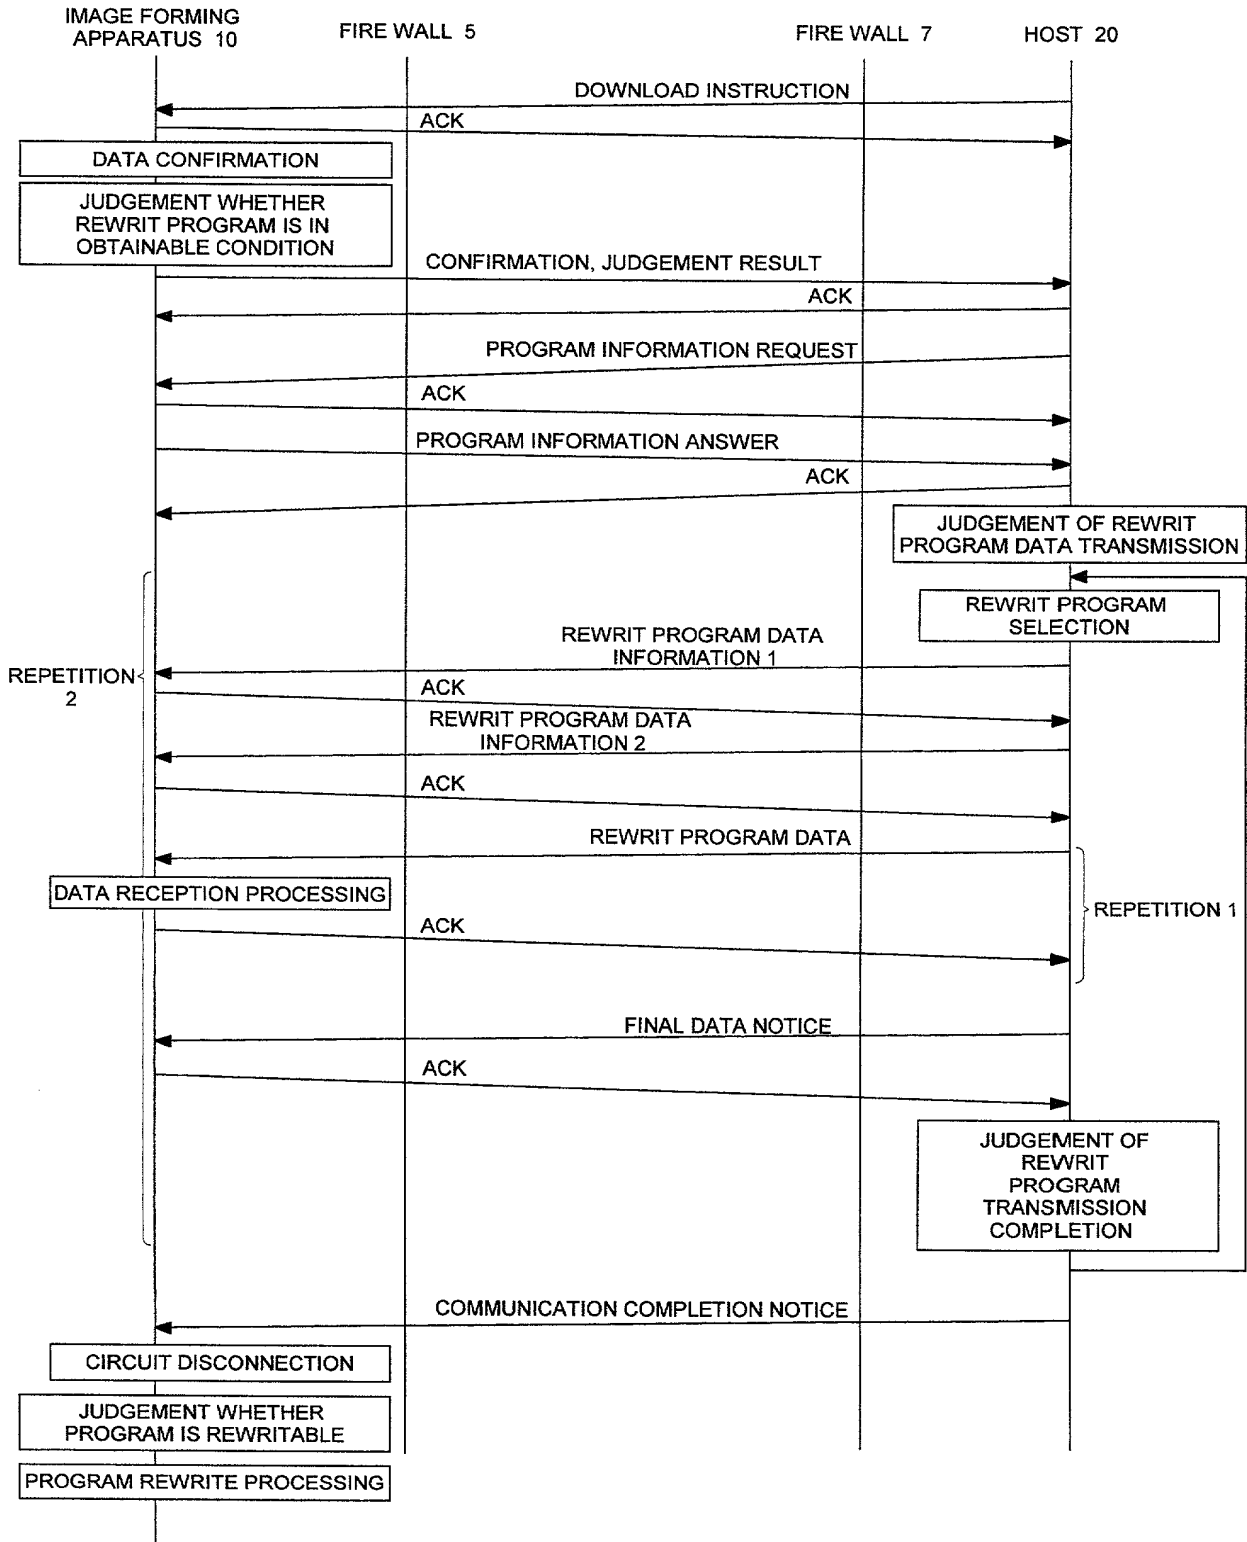 IMAGE FORMING
APPARATUS 10
FIRE WALL 5
FIRE WALL 7
HOST 20
DOWNLOAD INSTRUCTION
ACK
DATA CONFIRMATION
JUDGEMENT WHETHER
REWRIT PROGRAM IS IN
OBTAINABLE CONDITION
CONFIRMATION, JUDGEMENT RESULT
ACK
PROGRAM INFORMATION REQUEST
ACK
PROGRAM INFORMATION ANSWER
ACK
JUDGEMENT OF REWRIT
PROGRAM DATA TRANSMISSION
REWRIT PROGRAM
SELECTION
REWRIT PROGRAM DATA
INFORMATION 1
REPETITION
2
ACK
REWRIT PROGRAM DATA
INFORMATION 2
ACK
REWRIT PROGRAM DATA
DATA RECEPTION PROCESSING
REPETITION 1
ACK
FINAL DATA NOTICE
ACK
JUDGEMENT OF
REWRIT
PROGRAM
TRANSMISSION
COMPLETION
COMMUNICATION COMPLETION NOTICE
CIRCUIT DISCONNECTION
JUDGEMENT WHETHER
PROGRAM IS REWRITABLE
PROGRAM REWRITE PROCESSING